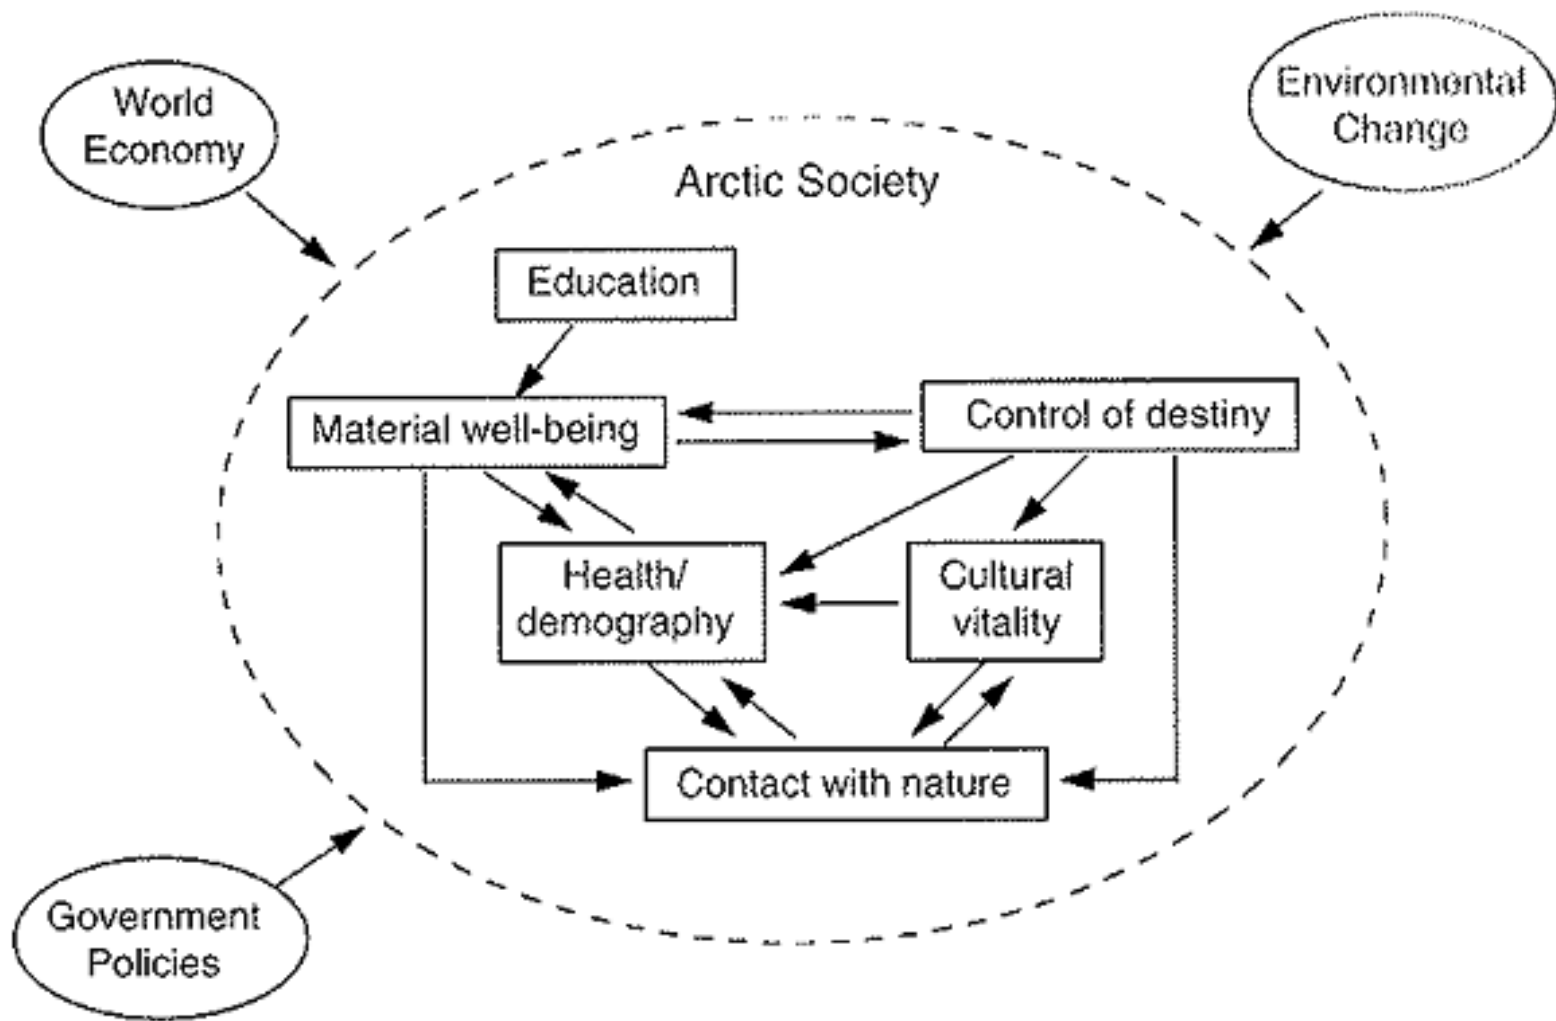 World
Economy
Environmental
Change
Arctic Society
Education
Material well-being
Control of destiny
Health/
demography
Cultural
vitality
Contact with nature
Government
Policies